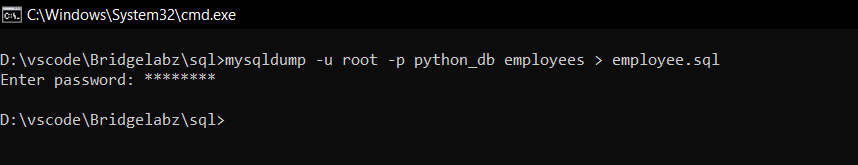 C:\Windows\System32\cmd.exe
D:\vscode\Bridgelabz\sql>mysqldump -u root -p python_db employees > employee.sql
Enter password: ********
D:\vscode\Bridgelabz\sql>